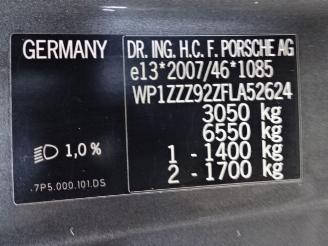 GERMANY
DR. ING. H.C. F. PORSCHE AG
e13*2007/46*1085
WP1ZZZ92ZFLA52624
3050 kg
6550 kg
1 - 1400 kg
2 - 1700 kg
1,0 %
7P5.000.101.DS